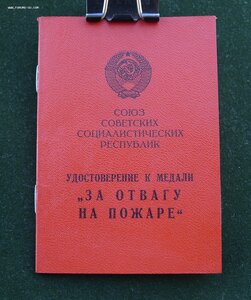 СОЮЗ
СОВЕТСКИХ
СОЦИАЛИСТИЧЕСКИХ
РЕСПУБЛИК
УДОСТОВЕРЕНИЕ К МЕДАЛИ
„ЗА ОТВАГУ
НА ПОЖАРЕ“